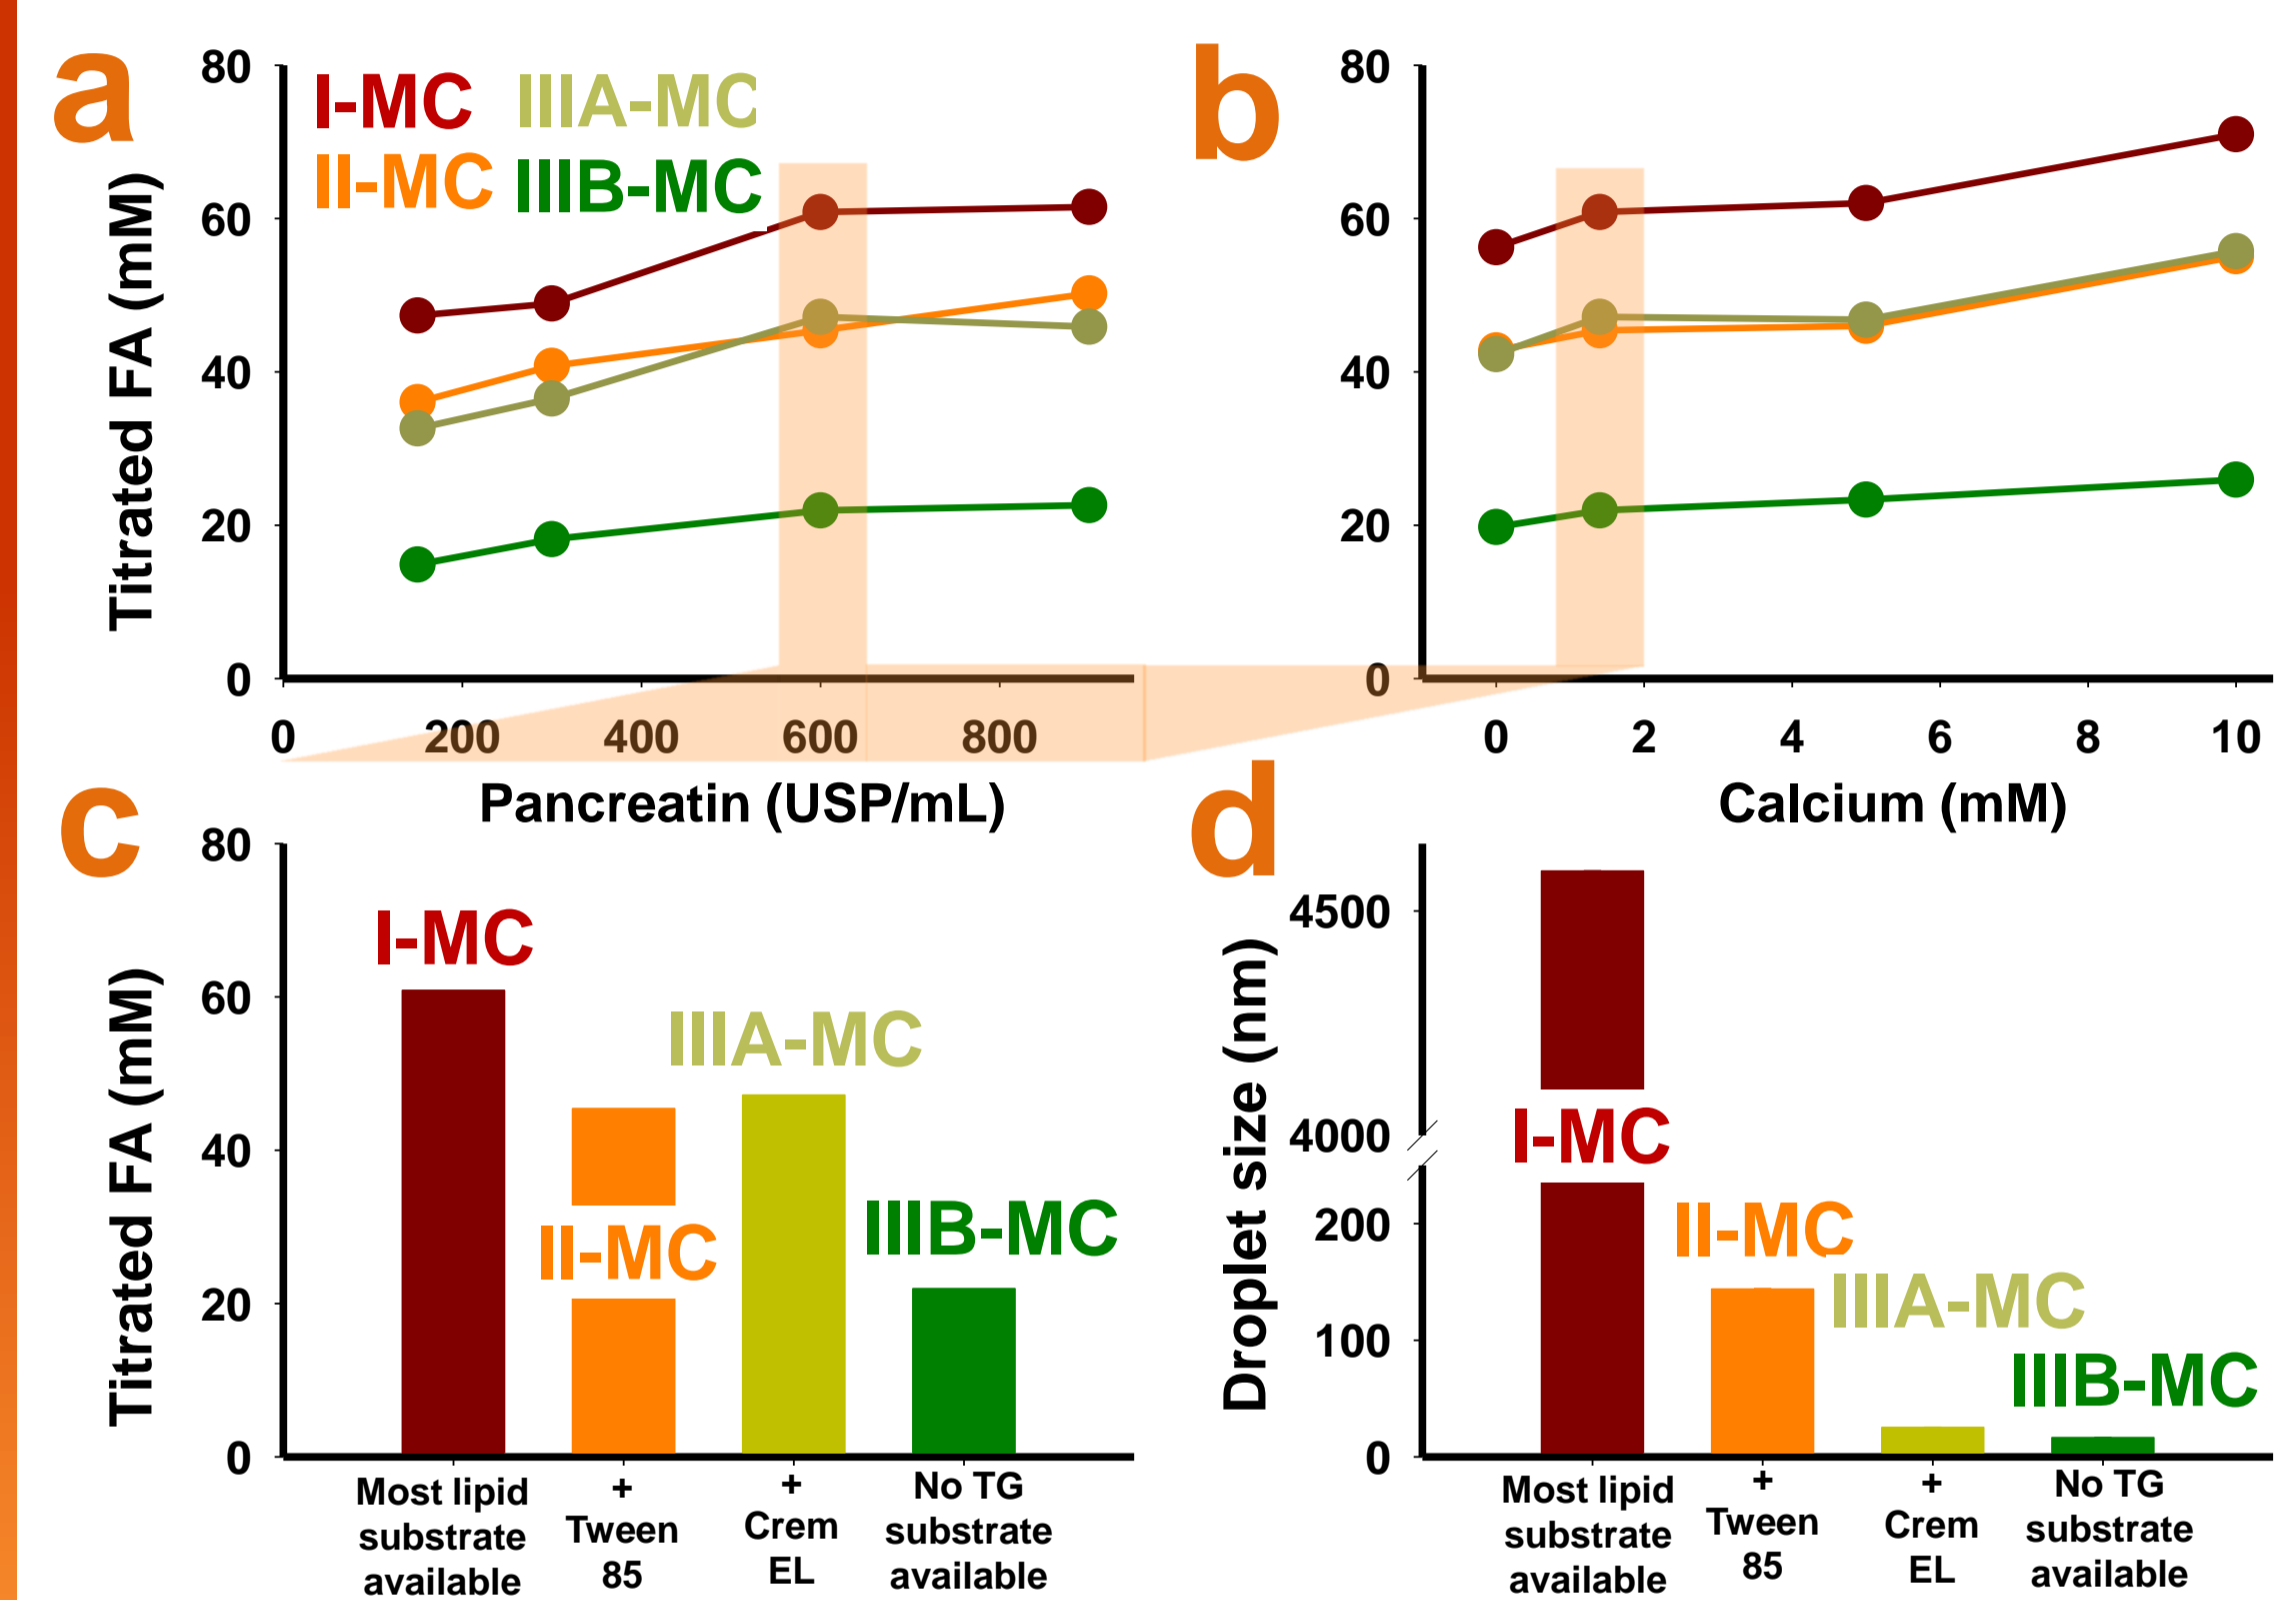 a
80
60
40
20
0
Titrated FA (mM)
I-MC IIIA-MC
II-MC IIIB-MC
0 200 400 600 800
Pancreatin (USP/mL)
b
80
60
40
20
0
0 2 4 6 8 10
Calcium (mM)
c
80
60
40
20
0
Titrated FA (mM)
I-MC
II-MC
IIIA-MC
IIIB-MC
Most lipid
substrate
available
+
Tween
85
+
Crem
EL
No TG
substrate
available
d
4500
4000
200
100
0
Droplet size (nm)
I-MC
II-MC
IIIA-MC
IIIB-MC
Most lipid
substrate
available
+
Tween
85
+
Crem
EL
No TG
substrate
available